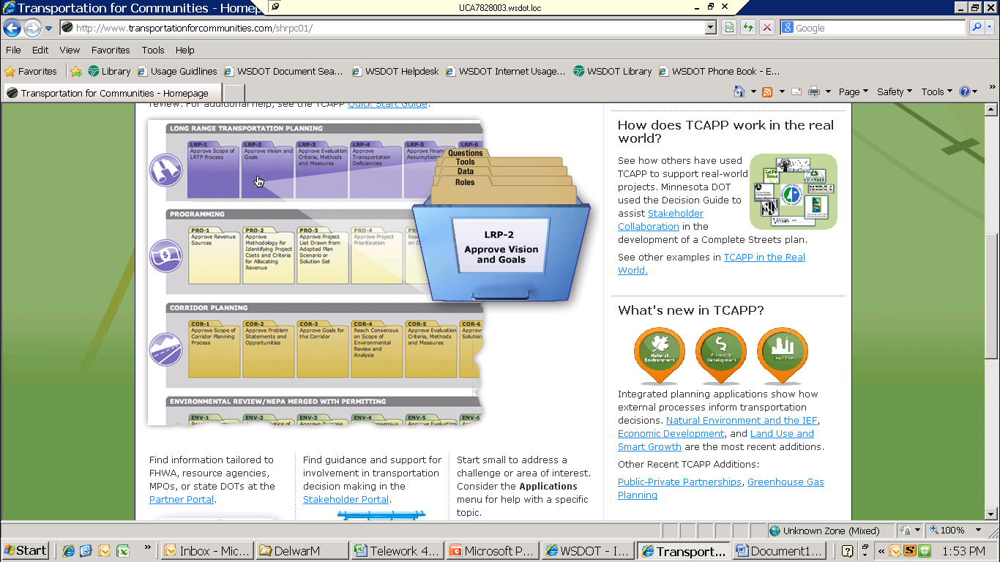 Transportation for Communities - Homep
UCA7828003.wsdot.loc
http://www.transportationforcommunities.com/shrpc01/
Google
File Edit View Favorites Tools Help
Favorites Library Usage Guidlines WSDOT Document Sea... WSDOT Helpdesk WSDOT Internet Usage... WSDOT Library WSDOT Phone Book - E...
Transportation for Communities - Homepage
Page Safety Tools
review. For additional help, see the TCAPP Quick Start Guide.
LONG RANGE TRANSPORTATION PLANNING
LRP-1
Approve Scope of
LRTP Process
LRP-2
Approve Vision and
Goals
LRP-3
Approve Evaluation
Criteria, Methods
and Measures
LRP-4
Approve
Transportation
Deficiencies
LRP-5
Approve Financ
Assumptions
LRP-6
Questions
Tools
Data
Roles
LRP-2
Approve Vision
and Goals
PROGRAMMING
PRO-1
Approve Revenue
Sources
PRO-2
Approve
Methodology for
Identifying Project
Costs and Criteria
for Allocating
Revenue
PRO-3
Approve Project
List Drawn from
Adopted Plan
Scenario or
Solution Set
PRO-4
Approve Project
Prioritization
PRO-5
CORRIDOR PLANNING
COR-1
Approve Scope of
Corridor Planning
Process
COR-2
Approve Problem
Statements and
Opportunities
COR-3
Approve Goals for
the Corridor
COR-4
Reach Consensus
on Scope of
Environmental
Review and
Analysis
COR-5
Approve Evaluation
Criteria, Methods
and Measures
COR-6
Approve
Solution
ENVIRONMENTAL REVIEW/NEPA MERGED WITH PERMITTING
ENV-1 ENV-2 ENV-3 ENV-4 ENV-5 ENV-6
Find information tailored to
FHWA, resource agencies,
MPOs, or state DOTs at the
Partner Portal.
Find guidance and support for
involvement in transportation
decision making in the
Stakeholder Portal.
Start small to address a
challenge or area of interest.
Consider the Applications
menu for help with a specific
topic.
How does TCAPP work in the real
world?
See how others have used
TCAPP to support real-world
projects. Minnesota DOT
used the Decision Guide to
assist Stakeholder
Collaboration in the
development of a Complete Streets plan.
See other examples in TCAPP in the Real
World.
What's new in TCAPP?
Natural
Environment
Economic
Development
Land Use
Integrated planning applications show how
external processes inform transportation
decisions. Natural Environment and the IEF,
Economic Development, and Land Use and
Smart Growth are the most recent additions.
Other Recent TCAPP Additions:
Public-Private Partnerships, Greenhouse Gas
Planning
Unknown Zone (Mixed) 100%
Start Inbox - Mic... DelwarM Telework 4... Microsoft P... WSDOT - I... Transport... Document1... 1:53 PM